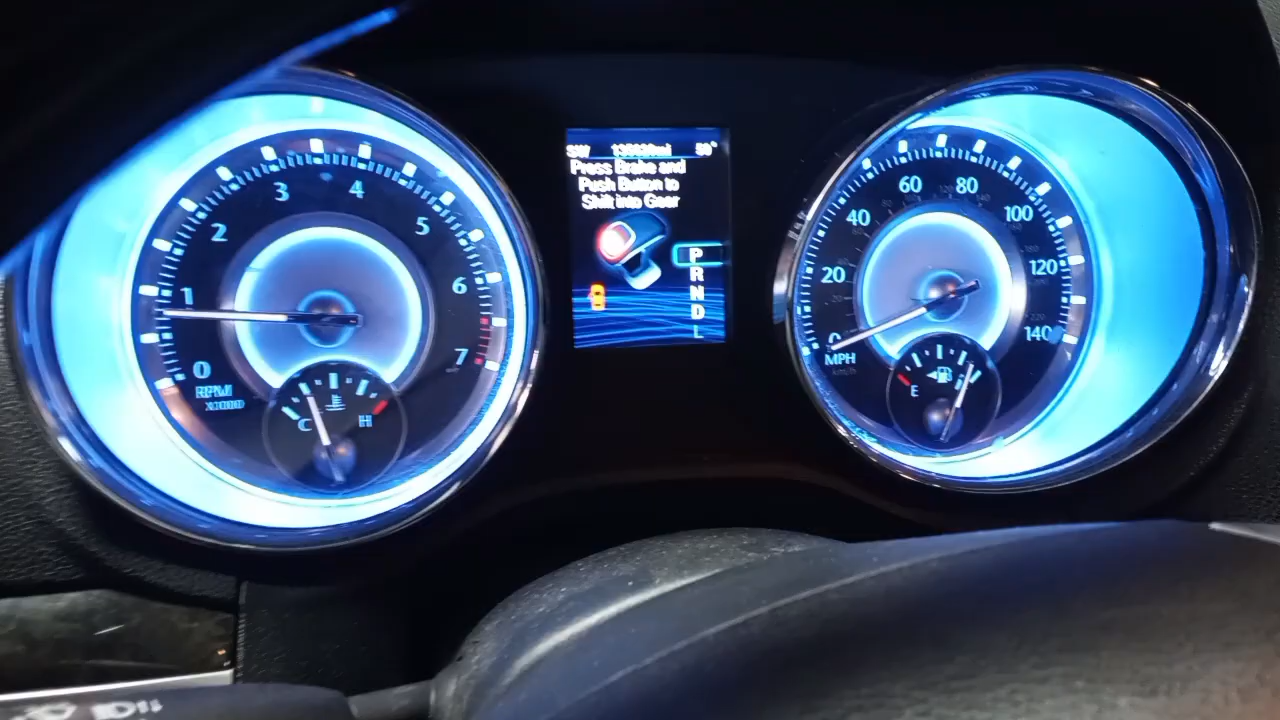 SW
Press Brake and
Push Button to
Shift into Gear
P
R
N
D
L
0
1
2
3
4
5
6
7
RPM
X1000
C
H
0
20
40
60
80
100
120
140
MPH
km/h
E